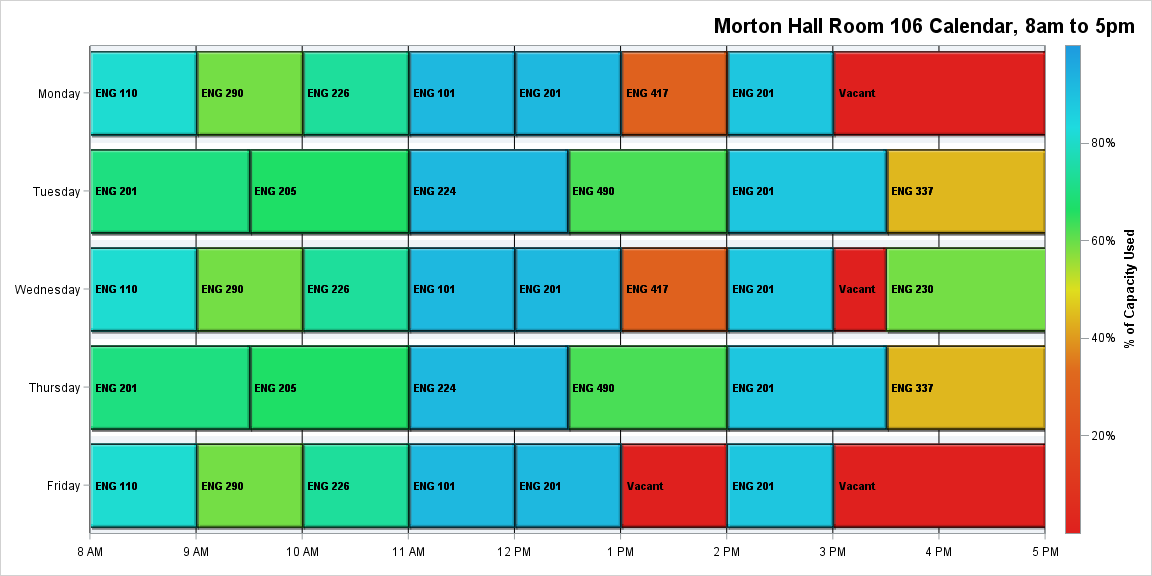 Morton Hall Room 106 Calendar, 8am to 5pm
Monday
ENG 110
ENG 290
ENG 226
ENG 101
ENG 201
ENG 417
ENG 201
Vacant
Tuesday
ENG 201
ENG 205
ENG 224
ENG 490
ENG 201
ENG 337
Wednesday
ENG 110
ENG 290
ENG 226
ENG 101
ENG 201
ENG 417
ENG 201
Vacant
ENG 230
Thursday
ENG 201
ENG 205
ENG 224
ENG 490
ENG 201
ENG 337
Friday
ENG 110
ENG 290
ENG 226
ENG 101
ENG 201
Vacant
ENG 201
Vacant
8 AM
9 AM
10 AM
11 AM
12 PM
1 PM
2 PM
3 PM
4 PM
5 PM
80%
60%
40%
20%
% of Capacity Used